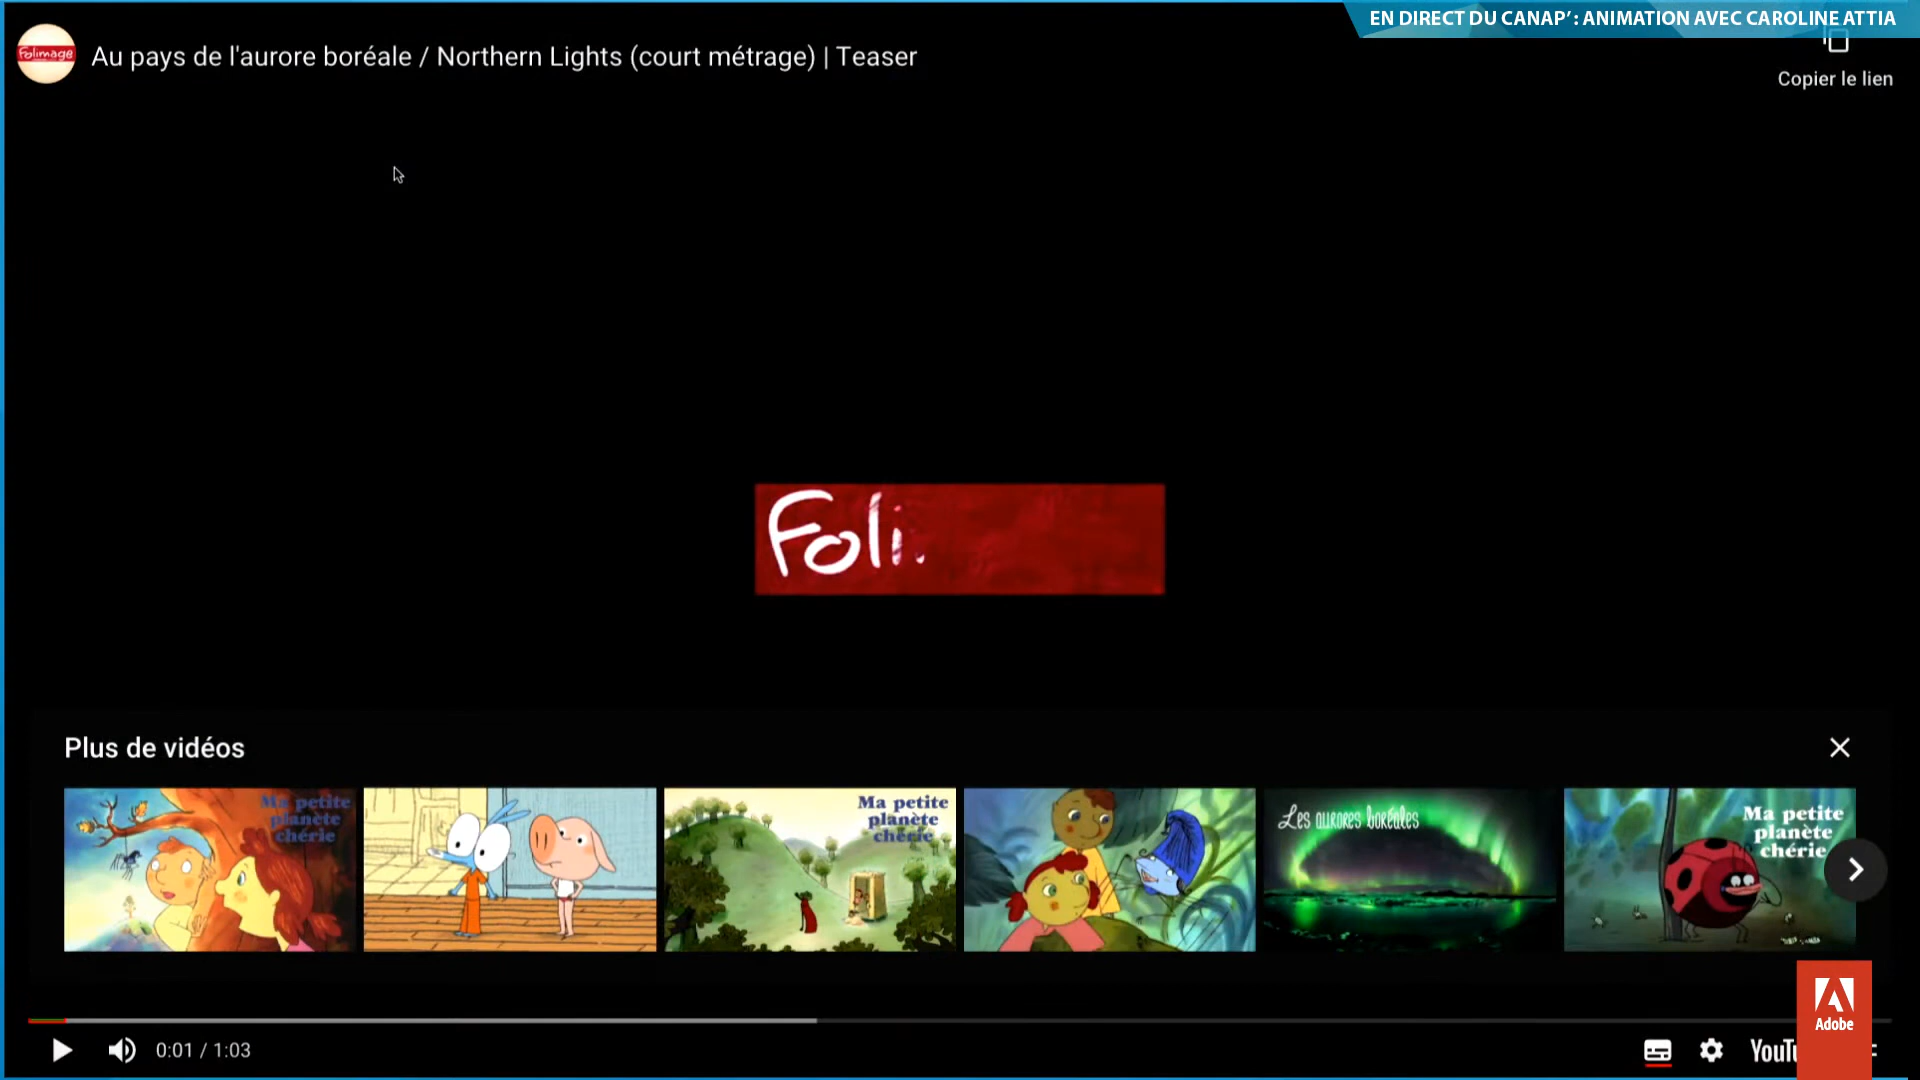 EN DIRECT DU CANAP' : ANIMATION AVEC CAROLINE ATTIA
Folimage
Au pays de l'aurore boréale / Northern Lights (court métrage) | Teaser
Copier le lien
Foli.
Plus de vidéos
Ma petite
planète
chérie
Ma petite
planète
chérie
Les aurores boréales
Ma petite
planète
chérie
Adobe
0:01 / 1:03